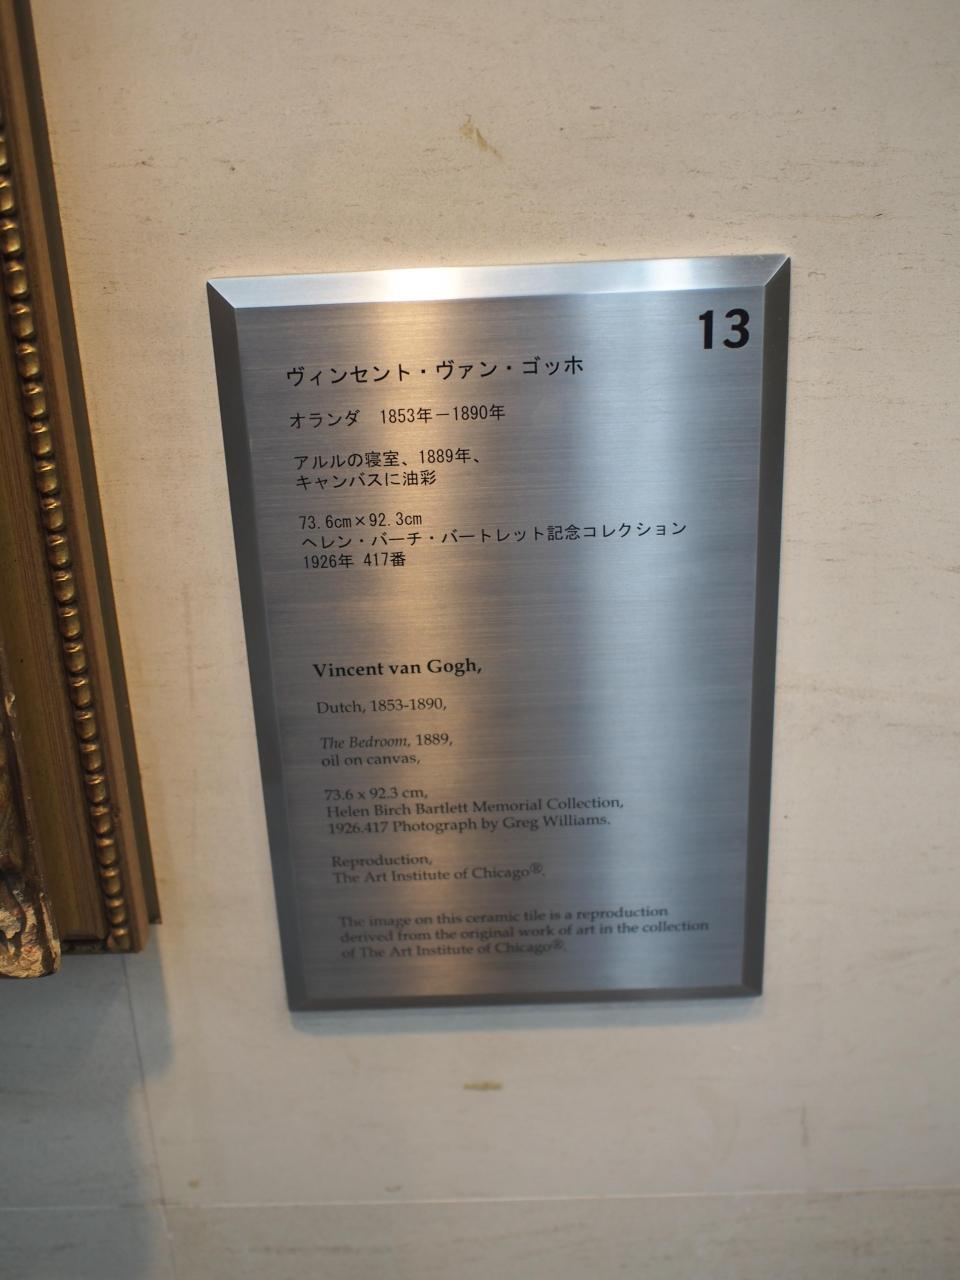 13
ヴィンセント・ヴァン・ゴッホ
オランダ　1853年－1890年
アルルの寝室、1889年、
キャンバスに油彩
73.6cm×92.3cm
ヘレン・バーチ・バートレット記念コレクション
1926年 417番
Vincent van Gogh,
Dutch, 1853-1890,
The Bedroom, 1889,
oil on canvas,
73.6 x 92.3 cm,
Helen Birch Bartlett Memorial Collection,
1926.417 Photograph by Greg Williams.
Reproduction,
The Art Institute of Chicago®.
The image on this ceramic tile is a reproduction
derived from the original work of art in the collection
of The Art Institute of Chicago®.